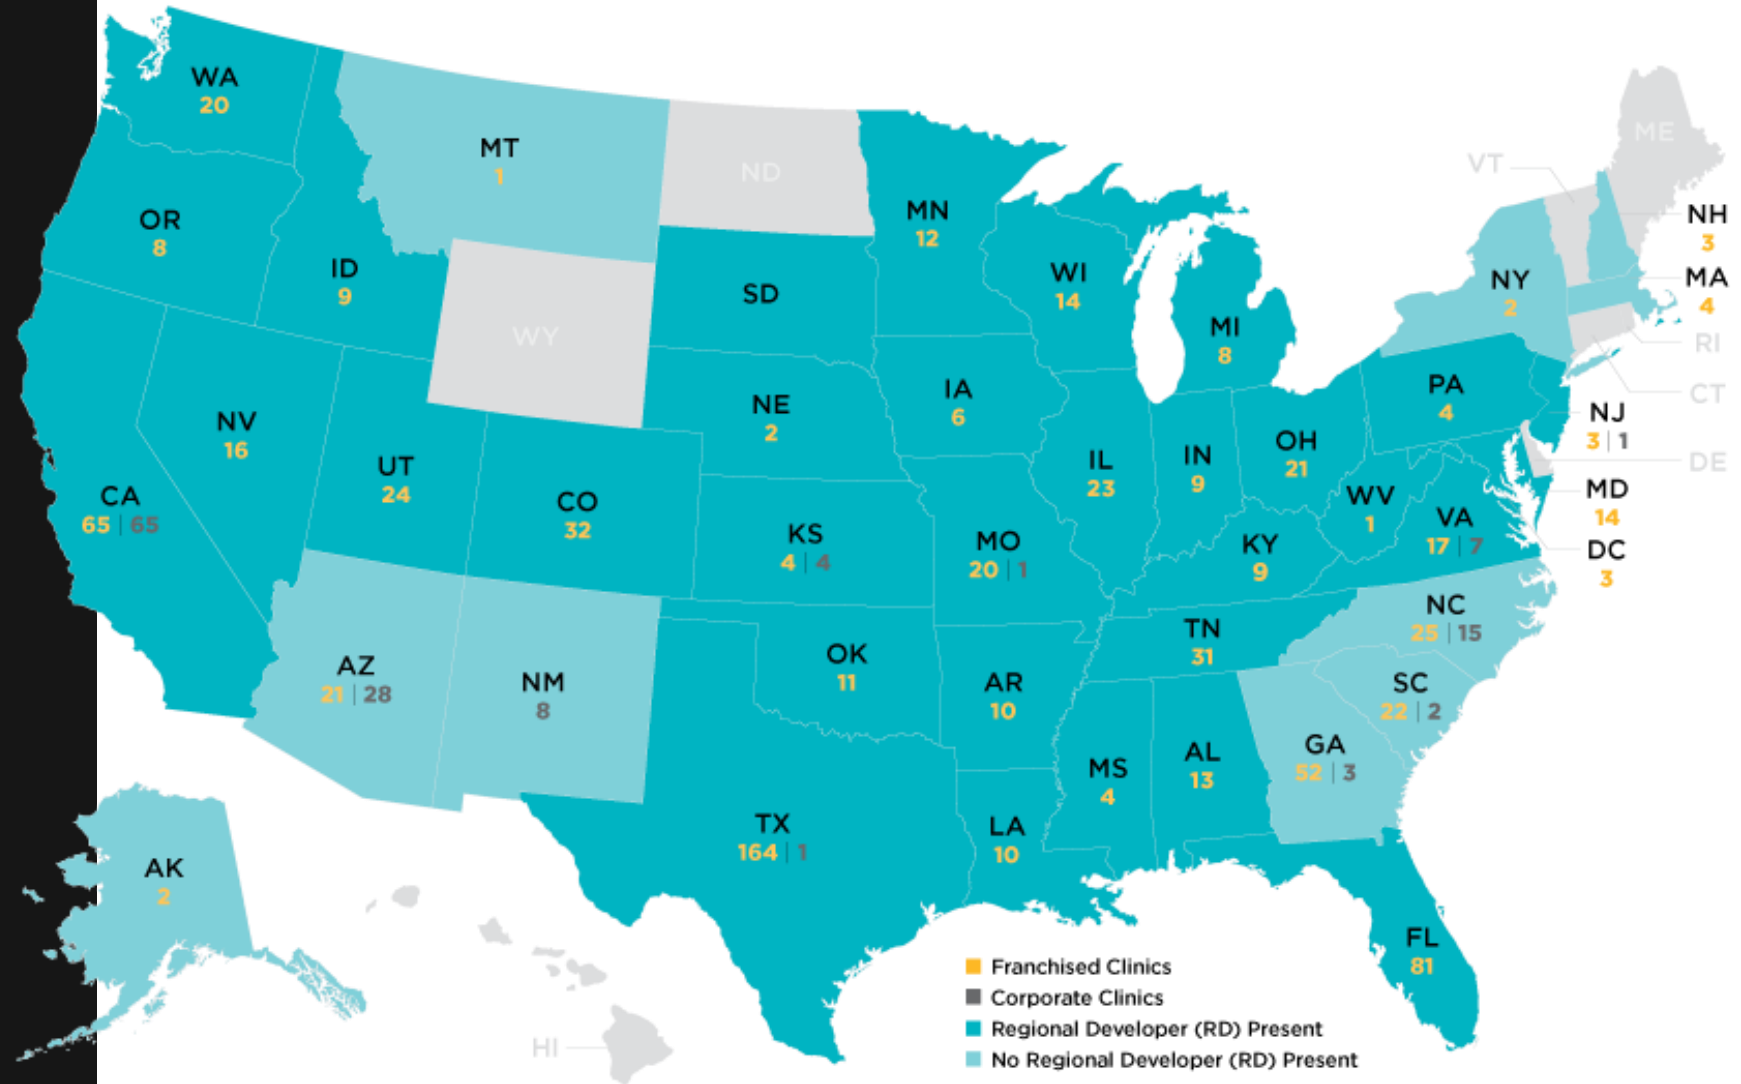 WA
20
MT
1
ND
ME
VT
OR
8
ID
9
MN
12
NH
3
WY
SD
WI
14
NY
2
MA
4
MI
8
RI
NV
16
NE
2
IA
6
PA
4
CT
NJ
3 | 1
UT
24
CO
32
IL
23
IN
9
OH
21
DE
CA
65 | 65
KS
4 | 4
MO
20 | 1
WV
1
VA
17 | 7
MD
14
KY
9
DC
3
AZ
21 | 28
NM
8
OK
11
AR
10
TN
31
NC
25 | 15
SC
22 | 2
MS
4
AL
13
GA
52 | 3
TX
164 | 1
LA
10
AK
2
FL
81
HI
Franchised Clinics
Corporate Clinics
Regional Developer (RD) Present
No Regional Developer (RD) Present